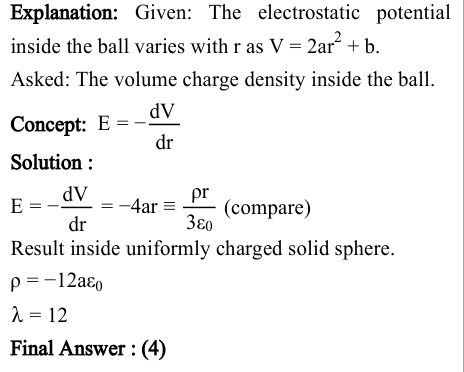 Explanation: Given: The electrostatic potential
inside the ball varies with r as V = 2ar² + b.
Asked: The volume charge density inside the ball.
Concept: E = −dV/dr
Solution :
E = −dV/dr = −4ar ≡ ρr/3ε₀ (compare)
Result inside uniformly charged solid sphere.
ρ = −12aε₀
λ = 12
Final Answer : (4)